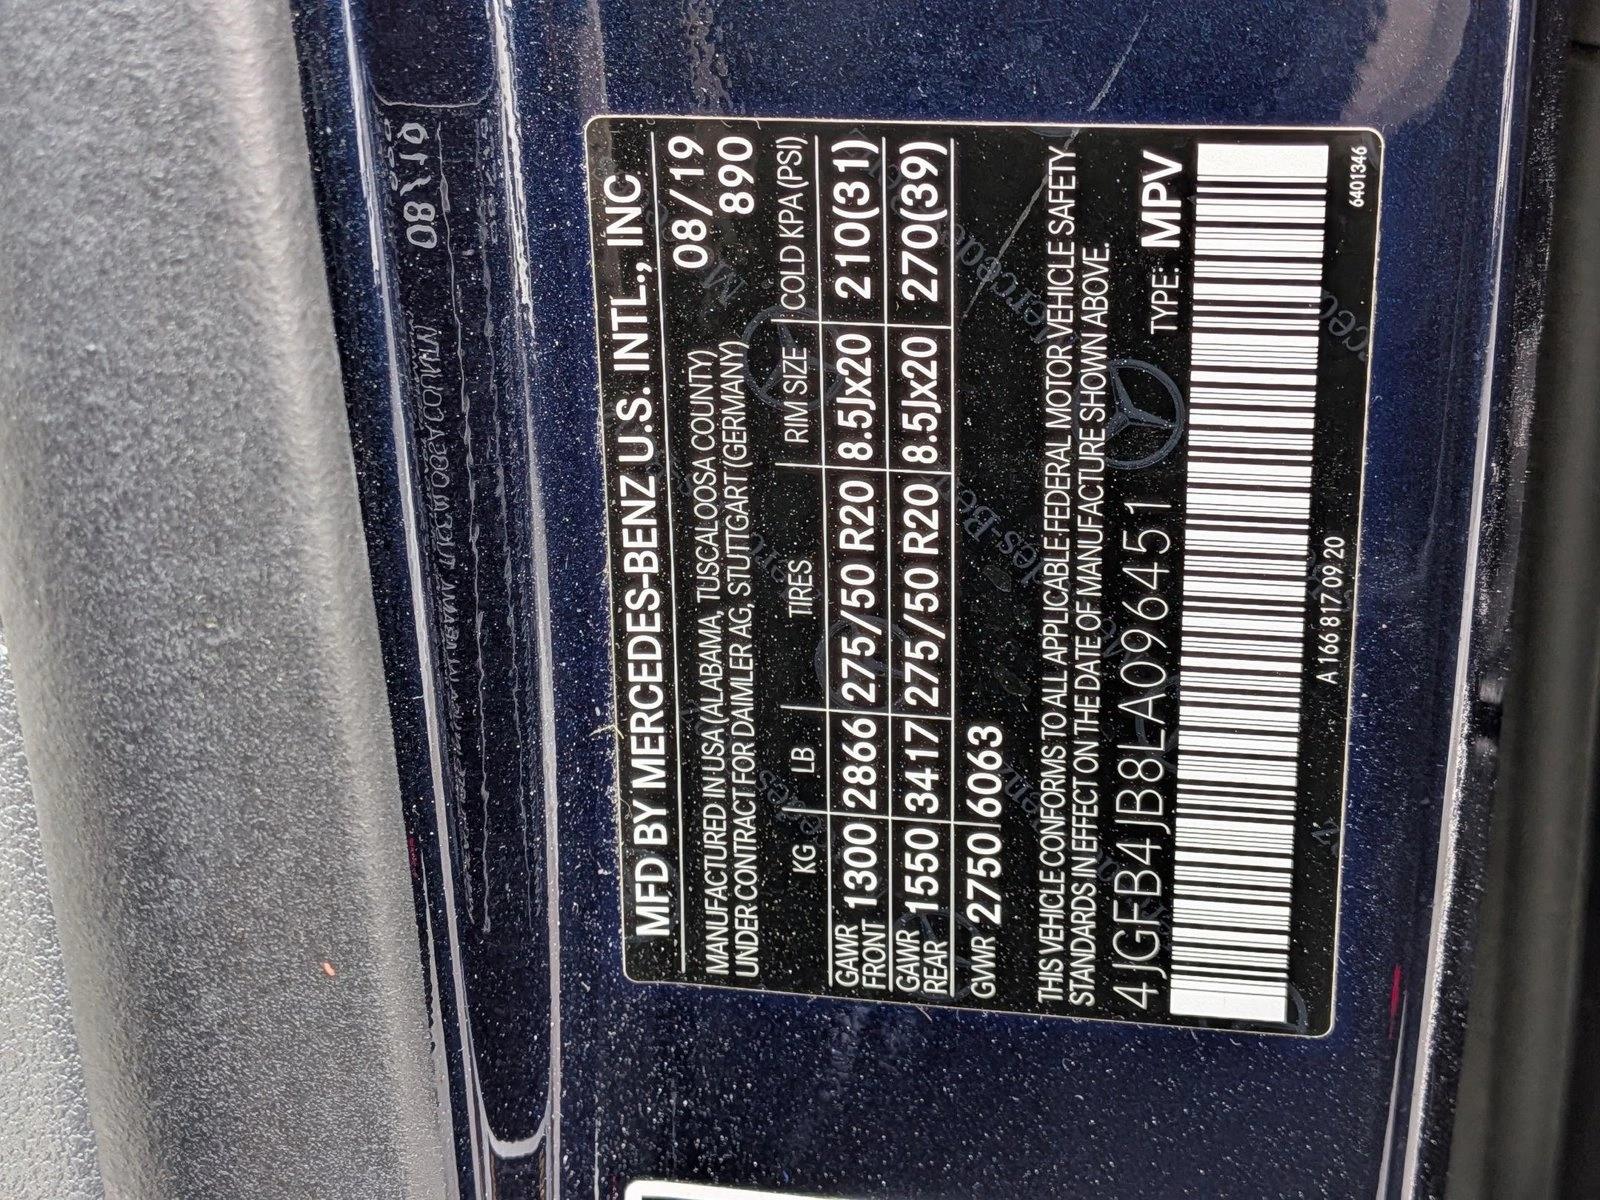 MFD BY MERCEDES-BENZ U.S. INTL., INC
MANUFACTURED IN USA (ALABAMA, TUSCALOOSA COUNTY) 08/19
UNDER CONTRACT FOR DAIMLER AG, STUTTGART (GERMANY) 890
KG LB TIRES RIM SIZE COLD KPA (PSI)
GAWR FRONT 1300 2866 275/50 R20 8.5Jx20 210(31)
GAWR REAR 1550 3417 275/50 R20 8.5Jx20 270(39)
GVWR 2750 6063
THIS VEHICLE CONFORMS TO ALL APPLICABLE FEDERAL MOTOR VEHICLE SAFETY
STANDARDS IN EFFECT ON THE DATE OF MANUFACTURE SHOWN ABOVE.
4JGFB4JB8LA096451 TYPE: MPV
A 166 817 09 20 6401346